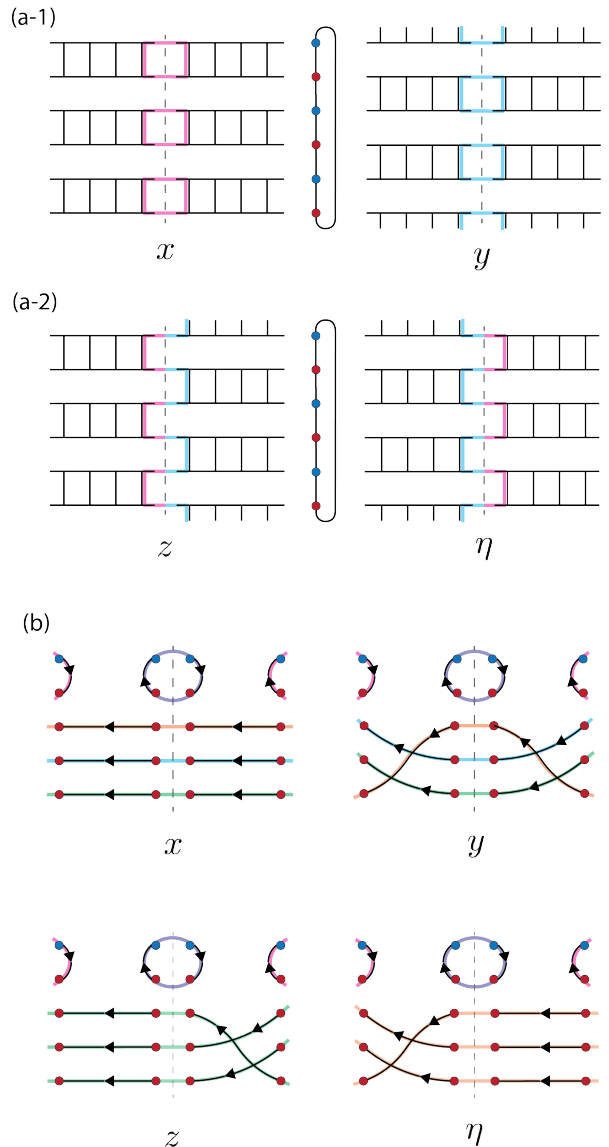 (a-1)
x y
(a-2)
z η
(b)
x y
z η